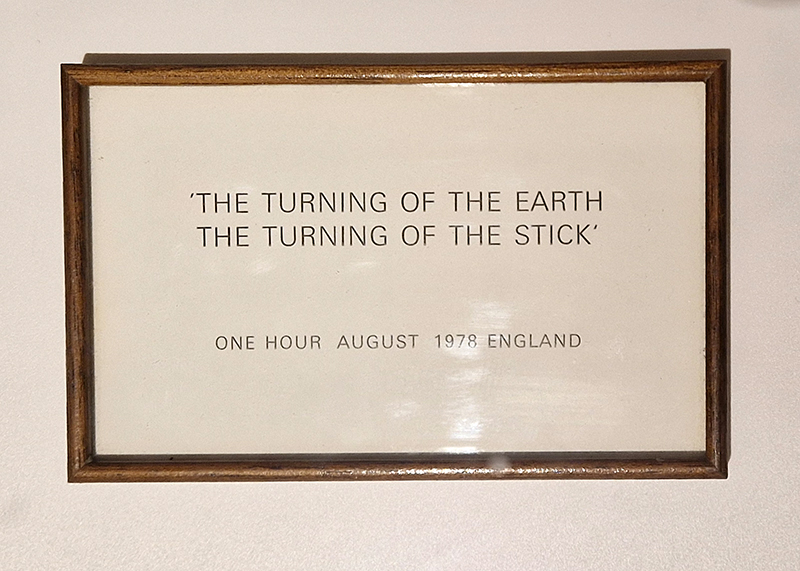 'THE TURNING OF THE EARTH
THE TURNING OF THE STICK'
ONE HOUR AUGUST 1978 ENGLAND